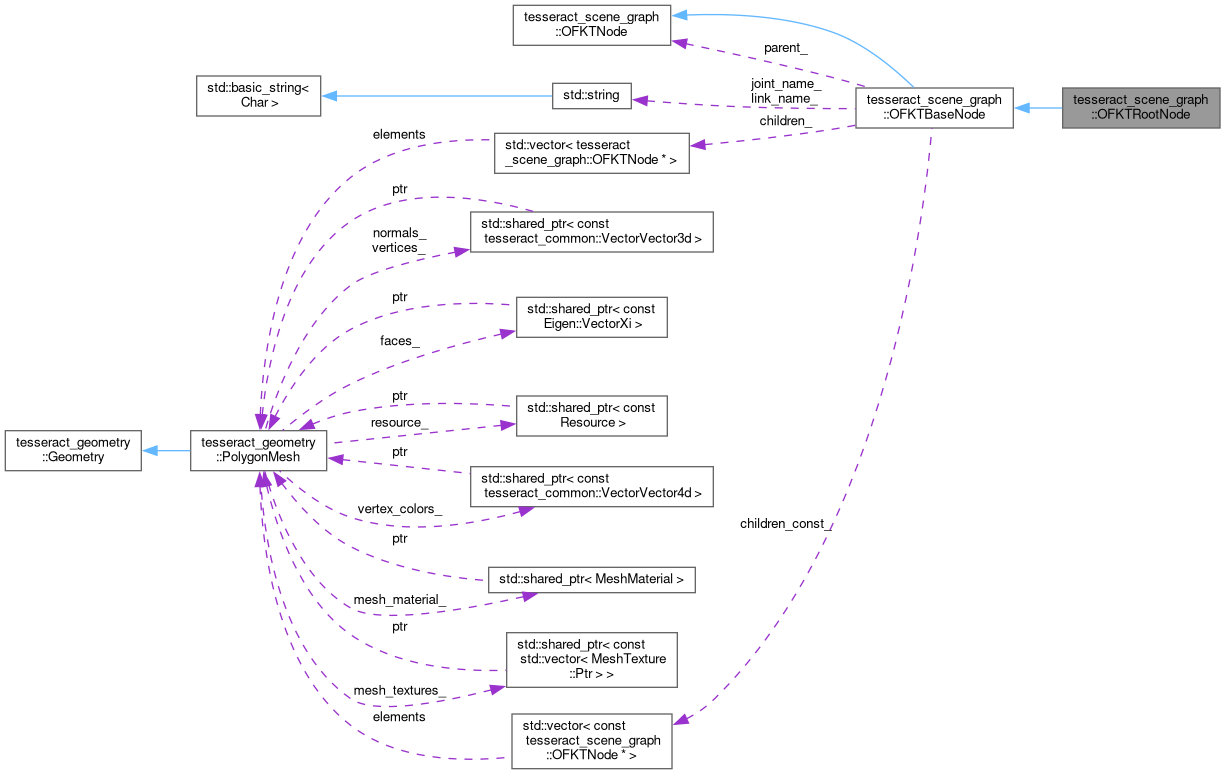 tesseract_scene_graph
::OFKTNode
parent_
std::basic_string<
Char >
std::string
joint_name_
link_name_
tesseract_scene_graph
::OFKTBaseNode
tesseract_scene_graph
::OFKTRootNode
children_
elements
std::vector< tesseract
_scene_graph::OFKTNode * >
ptr
std::shared_ptr< const
tesseract_common::VectorVector3d >
normals_
vertices_
ptr
std::shared_ptr< const
Eigen::VectorXi >
faces_
ptr
std::shared_ptr< const
Resource >
resource_
tesseract_geometry
::Geometry
tesseract_geometry
::PolygonMesh
ptr
std::shared_ptr< const
tesseract_common::VectorVector4d >
vertex_colors_
children_const_
ptr
std::shared_ptr< MeshMaterial >
mesh_material_
ptr
std::shared_ptr< const
std::vector< MeshTexture
::Ptr > >
mesh_textures_
elements
std::vector< const
tesseract_scene_graph
::OFKTNode * >